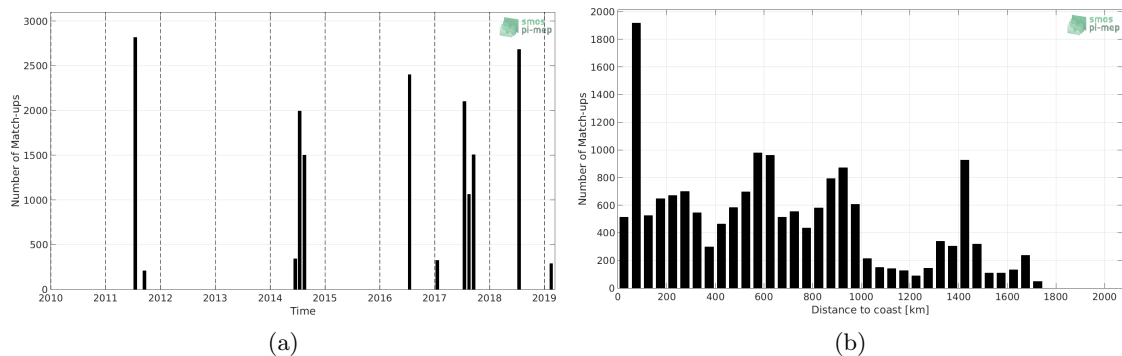 smos
pi-mep
3000
2500
2000
1500
1000
500
0
Number of Match-ups
2010 2011 2012 2013 2014 2015 2016 2017 2018 2019
Time
(a)
smos
pi-mep
2000
1800
1600
1400
1200
1000
800
600
400
200
0
Number of Match-ups
0 200 400 600 800 1000 1200 1400 1600 1800 2000
Distance to coast [km]
(b)